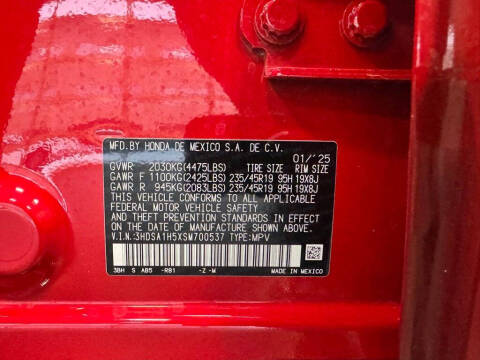 MFD.BY HONDA DE MEXICO S.A. DE C.V.
01/'25
GVWR 2030KG(4475LBS) TIRE SIZE RIM SIZE
GAWR F 1100KG(2425LBS) 235/45R19 95H 19X8J
GAWR R 945KG(2083LBS) 235/45R19 95H 19X8J
THIS VEHICLE CONFORMS TO ALL APPLICABLE
FEDERAL MOTOR VEHICLE SAFETY
AND THEFT PREVENTION STANDARDS IN EFFECT
ON THE DATE OF MANUFACTURE SHOWN ABOVE.
V.I.N.:3HDSA1H5XSM700537 TYPE:MPV
3BH S AB5 -R81 -Z -M MADE IN MEXICO